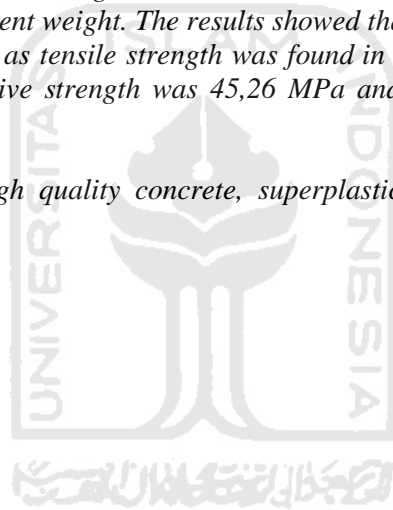 ent weight. The results showed tha
as tensile strength was found in
ive strength was 45,26 MPa and
gh quality concrete, superplastic
ISLAM
UNIVERSITAS
INDONESIA